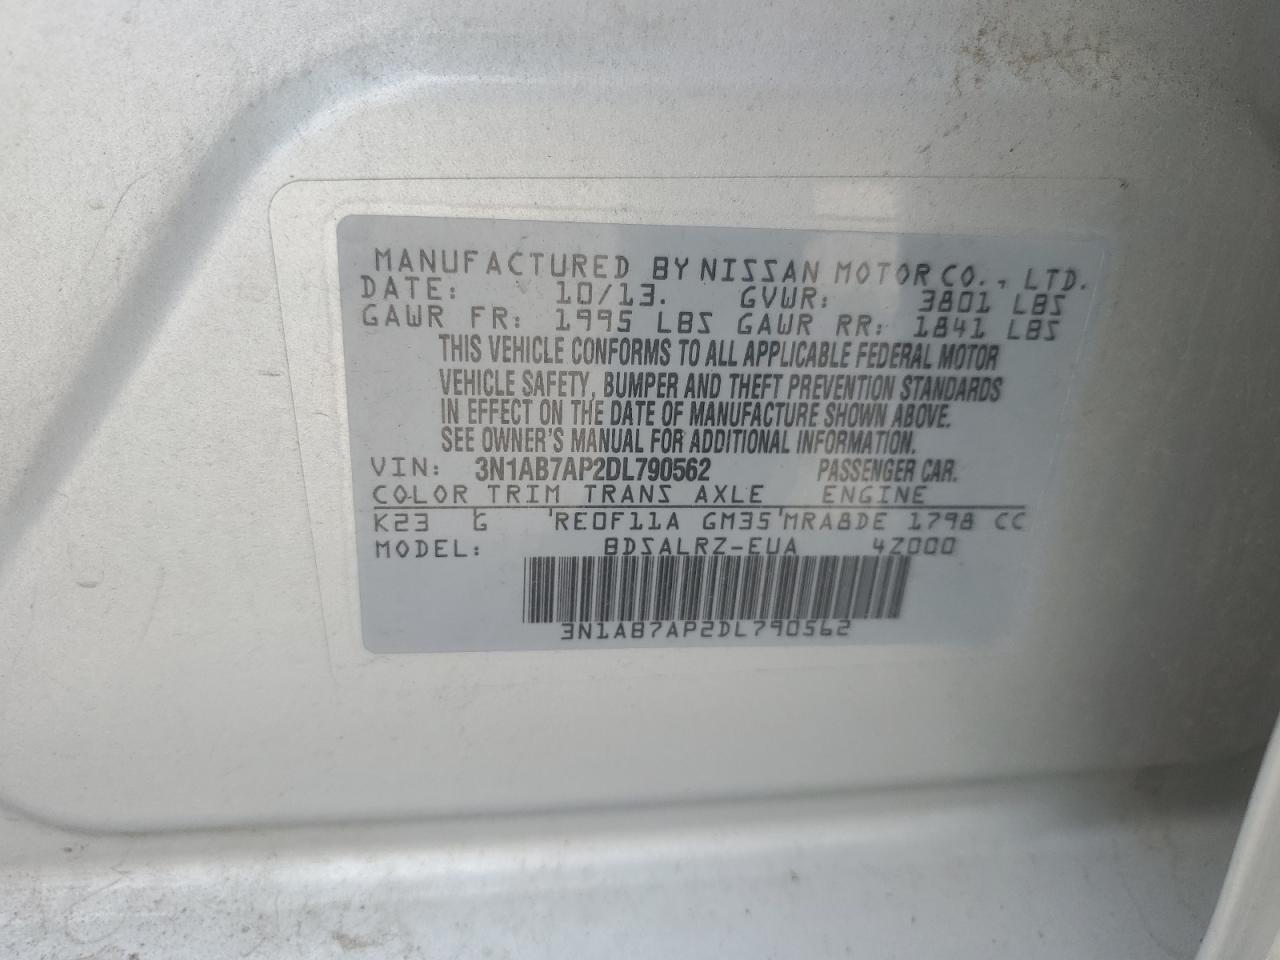 MANUFACTURED BY NISSAN MOTOR CO., LTD.
DATE: 10/13. GVWR: 3801 LBS
GAWR FR: 1995 LBS GAWR RR: 1841 LBS
THIS VEHICLE CONFORMS TO ALL APPLICABLE FEDERAL MOTOR
VEHICLE SAFETY, BUMPER AND THEFT PREVENTION STANDARDS
IN EFFECT ON THE DATE OF MANUFACTURE SHOWN ABOVE.
SEE OWNER'S MANUAL FOR ADDITIONAL INFORMATION.
VIN: 3N1AB7AP2DL790562 PASSENGER CAR.
COLOR TRIM TRANS AXLE ENGINE
K23 G RE0F11A GM35 MRA8DE 1798 CC
MODEL: BDSALRZ-EUA 4Z000
3N1AB7AP2DL790562